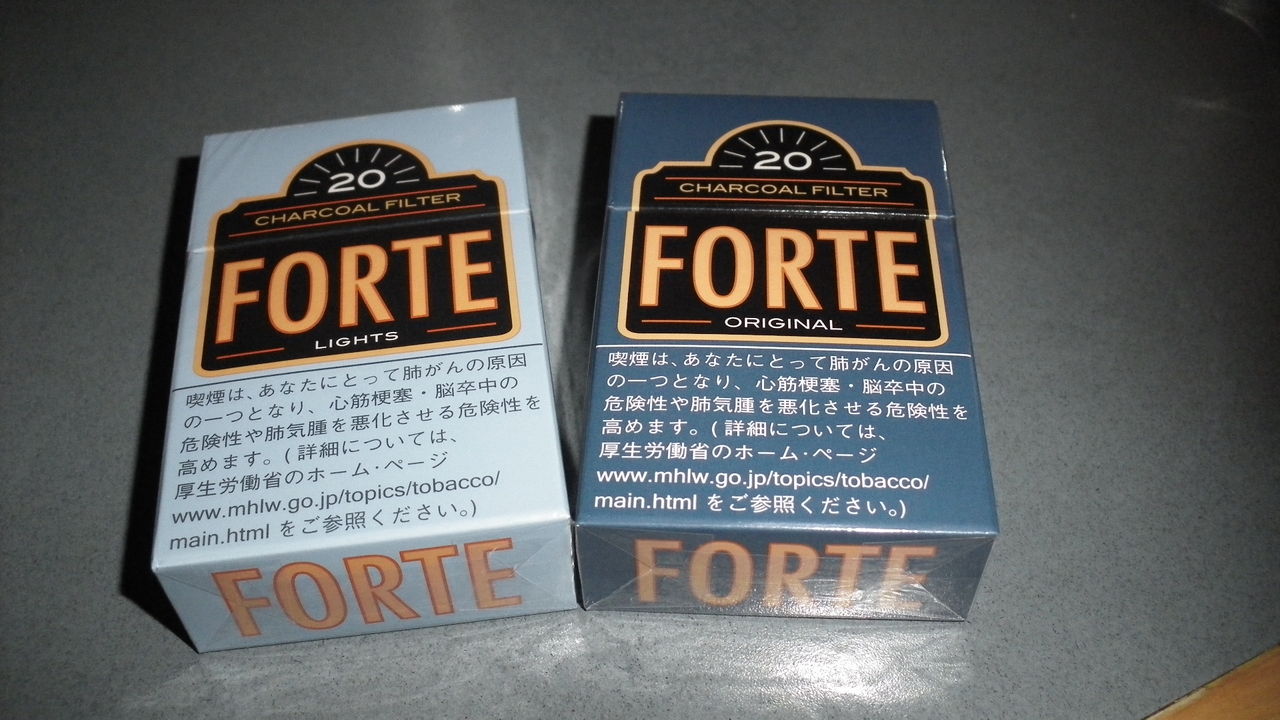 20
CHARCOAL FILTER
FORTE
LIGHTS
喫煙は、あなたにとって肺がんの原因
の一つとなり、心筋梗塞・脳卒中の
危険性や肺気腫を悪化させる危険性を
高めます。(詳細については、
厚生労働省のホーム・ページ
www.mhlw.go.jp/topics/tobacco/
main.html をご参照ください。)
FORTE
20
CHARCOAL FILTER
FORTE
ORIGINAL
喫煙は、あなたにとって肺がんの原因
の一つとなり、心筋梗塞・脳卒中の
危険性や肺気腫を悪化させる危険性を
高めます。(詳細については、
厚生労働省のホーム・ページ
www.mhlw.go.jp/topics/tobacco/
main.html をご参照ください。)
FORTE